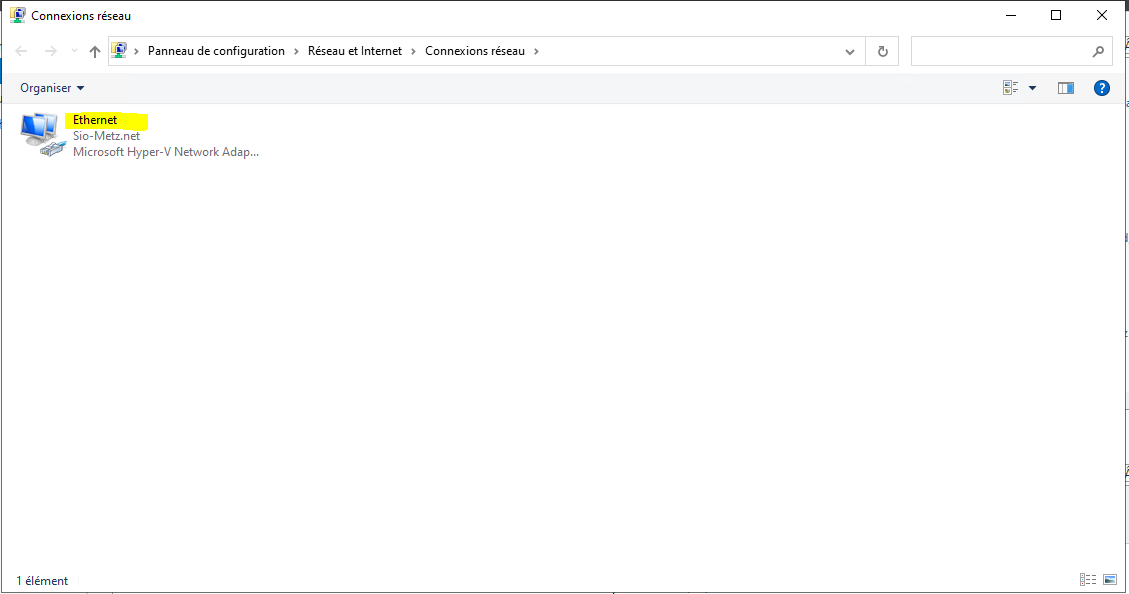 Connexions réseau
Panneau de configuration > Réseau et Internet > Connexions réseau >
Organiser
Ethernet
Sio-Metz.net
Microsoft Hyper-V Network Adap...
1 élément